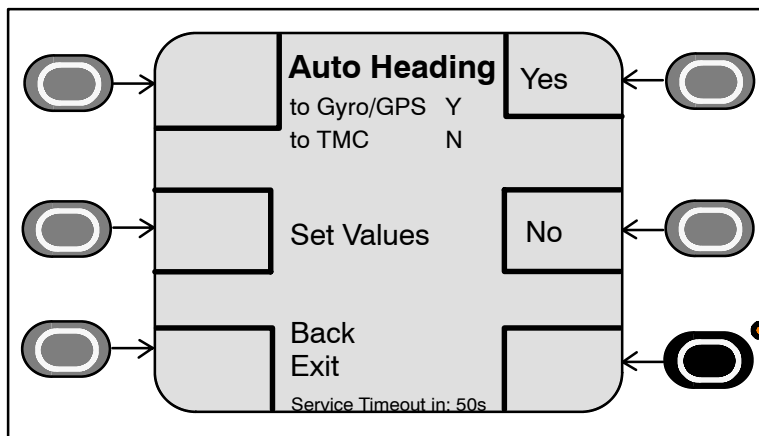 Auto Heading
Yes
to Gyro/GPS Y
to TMC N
Set Values
No
Back
Exit
Service Timeout in: 50s